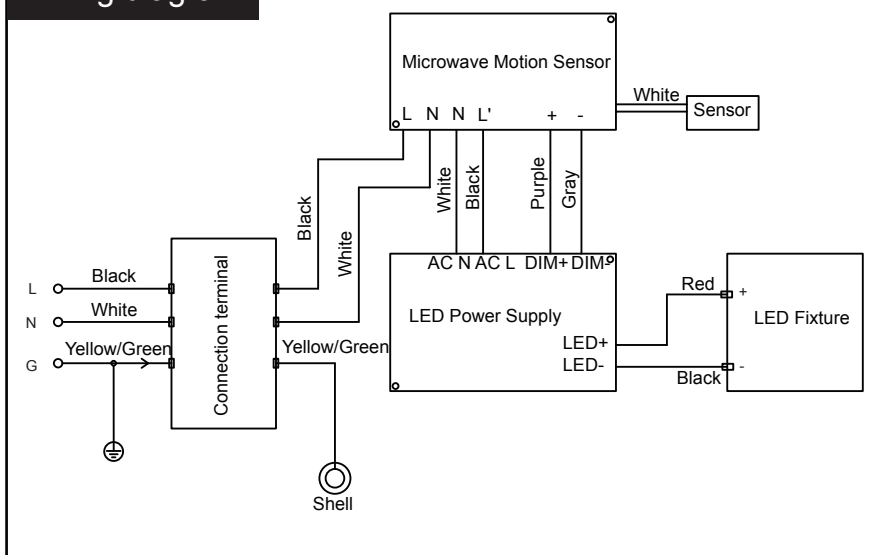 Microwave Motion Sensor
L N N L' + -
White
Sensor
Black
White
White
Black
Purple
Gray
L
Black
N
White
G
Yellow/Green
Connection terminal
Yellow/Green
Shell
AC N AC L DIM+ DIM-
LED Power Supply
LED+
LED-
Red
Black
+
-
LED Fixture